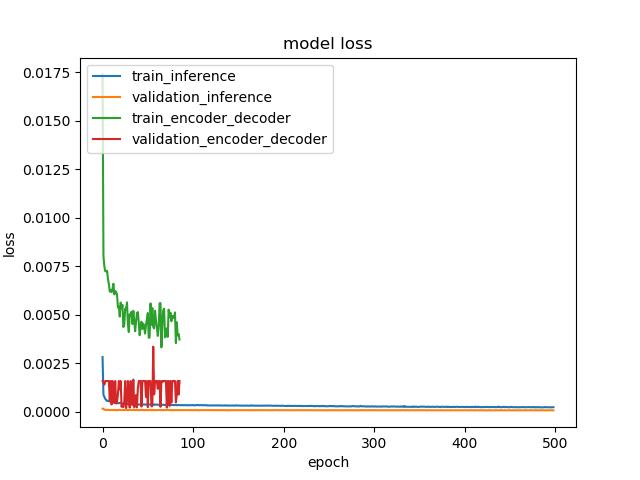 model loss
train_inference
validation_inference
train_encoder_decoder
validation_encoder_decoder
0.0175
0.0150
0.0125
0.0100
0.0075
0.0050
0.0025
0.0000
loss
0 100 200 300 400 500
epoch